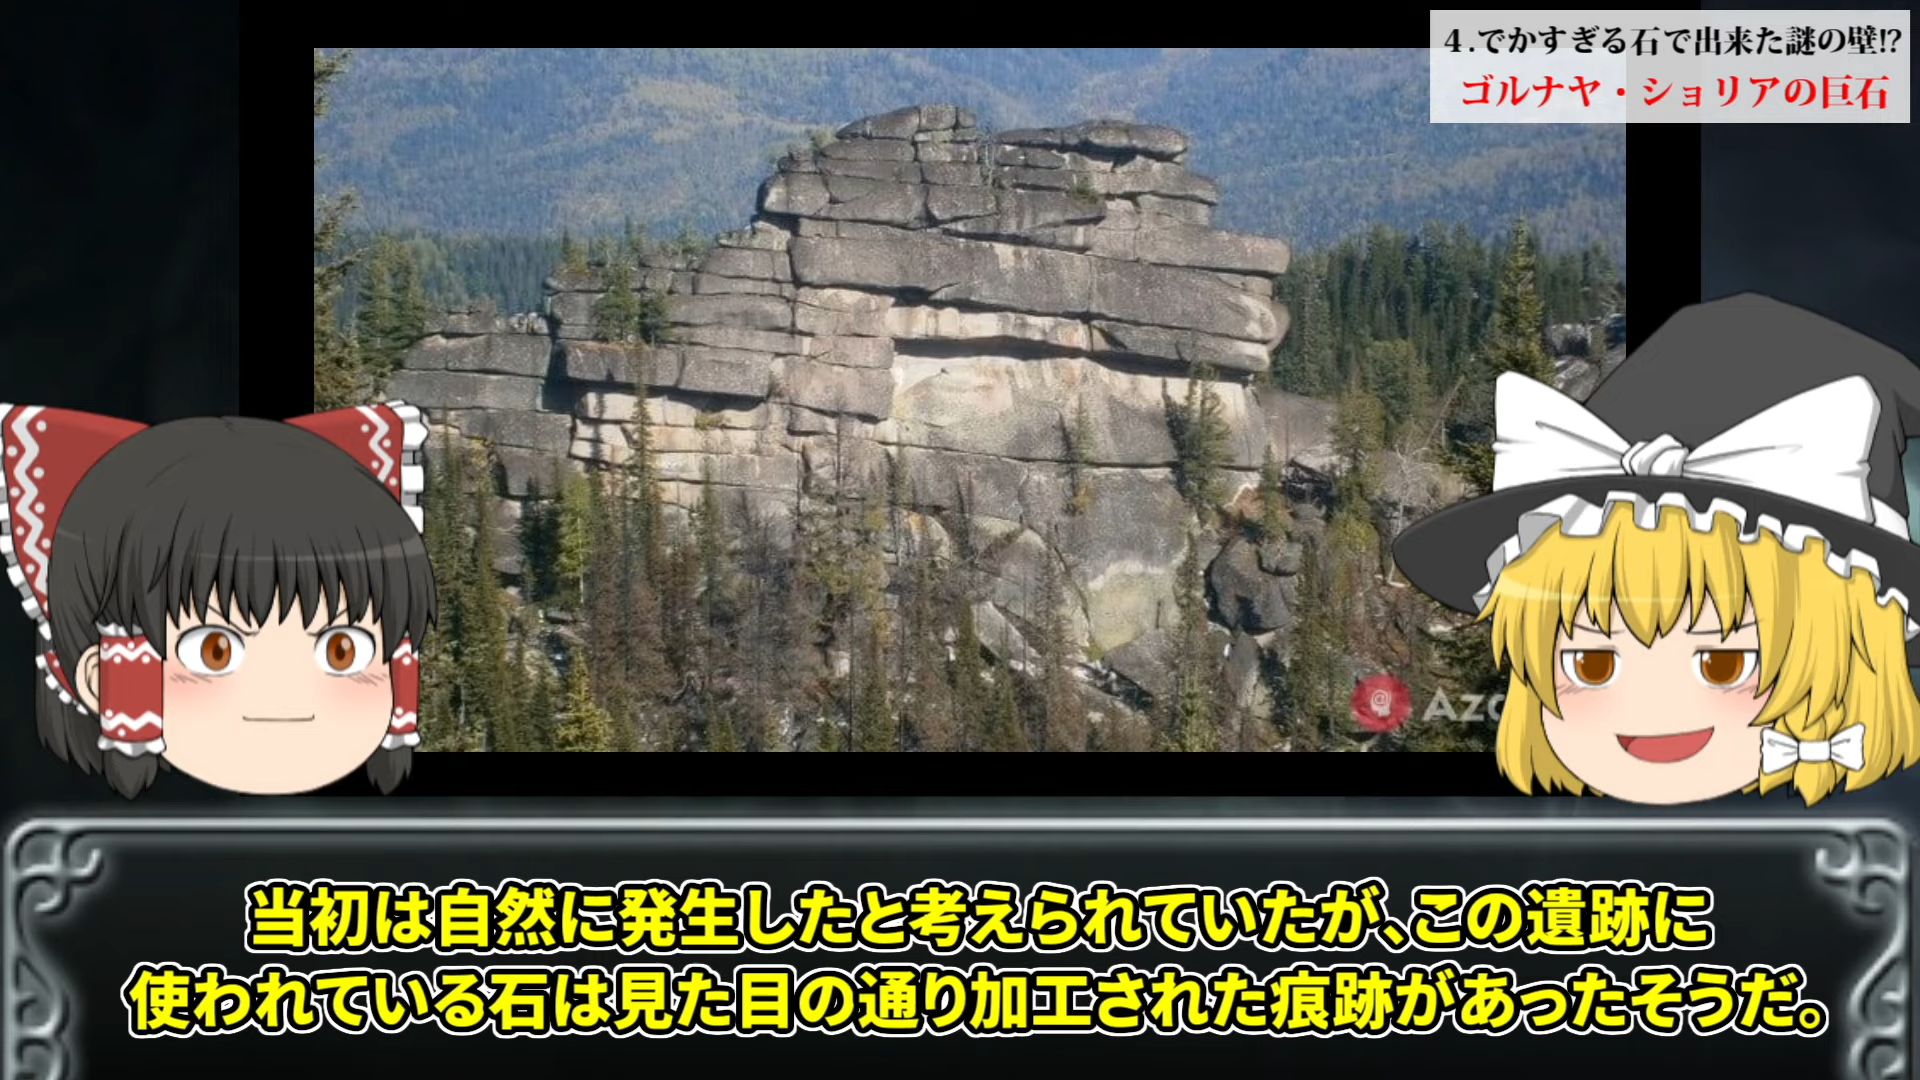 ４.でかすぎる石で出来た謎の壁!?
ゴルナヤ・ショリアの巨石
当初は自然に発生したと考えられていたが、この遺跡に
使われている石は見た目の通り加工された痕跡があったそうだ。